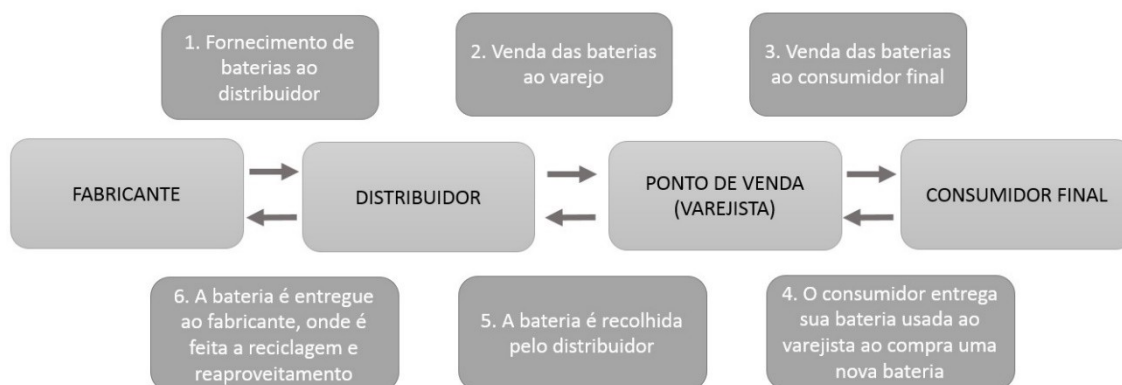 1. Fornecimento de
baterias ao
distribuidor
2. Venda das baterias
ao varejo
3. Venda das baterias
ao consumidor final
FABRICANTE
DISTRIBUIDOR
PONTO DE VENDA
(VAREJISTA)
CONSUMIDOR FINAL
6. A bateria é entregue
ao fabricante, onde é
feita a reciclagem e
reaproveitamento
5. A bateria é recolhida
pelo distribuidor
4. O consumidor entrega
sua bateria usada ao
varejista ao compra uma
nova bateria